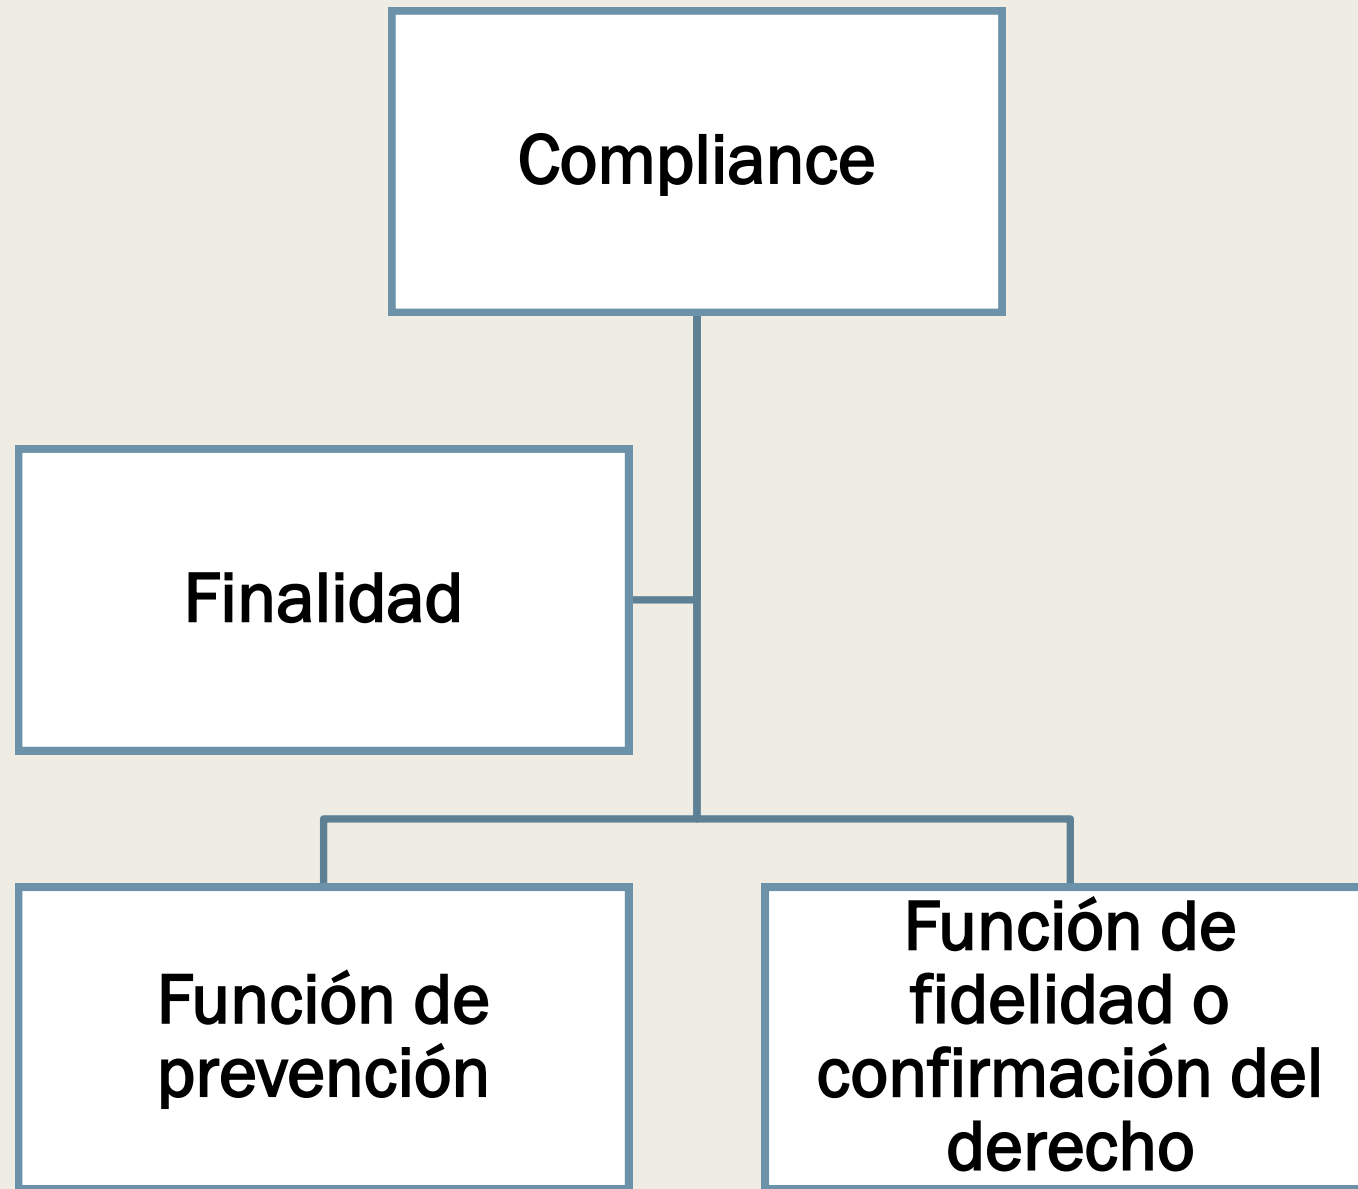 Compliance
Finalidad
Función de
prevención
Función de
fidelidad o
confirmación del
derecho